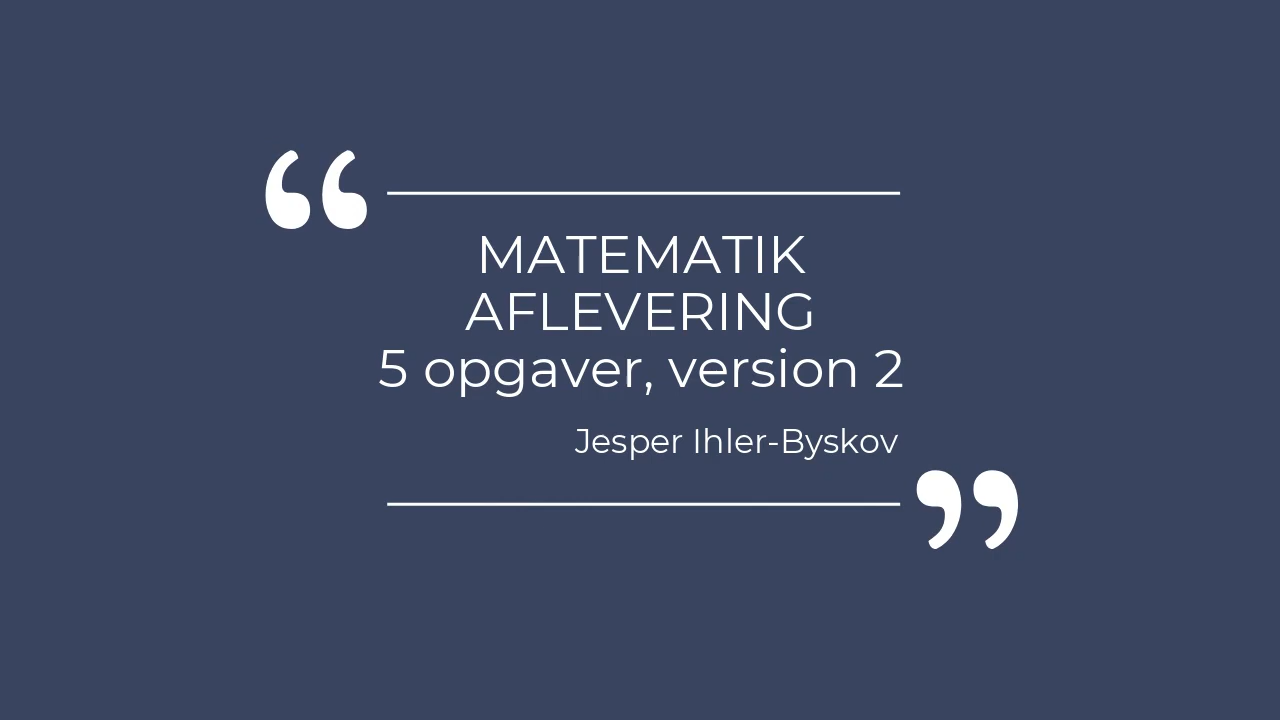 MATEMATIK
AFLEVERING
5 opgaver, version 2
Jesper Ihler-Byskov